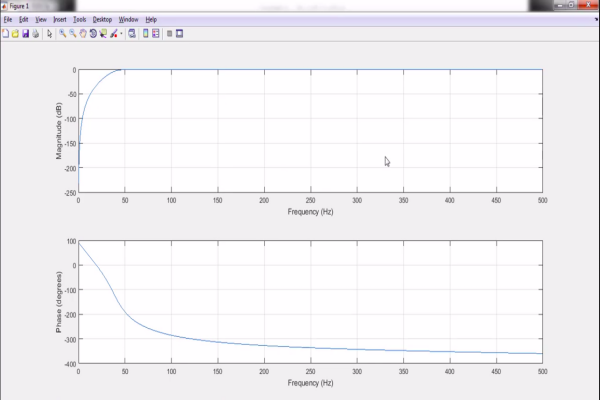 Figure 1
File Edit View Insert Tools Desktop Window Help
0
-50
-100
-150
-200
-250
Magnitude (dB)
0 50 100 150 200 250 300 350 400 450 500
Frequency (Hz)
100
0
-100
-200
-300
-400
Phase (degrees)
0 50 100 150 200 250 300 350 400 450 500
Frequency (Hz)